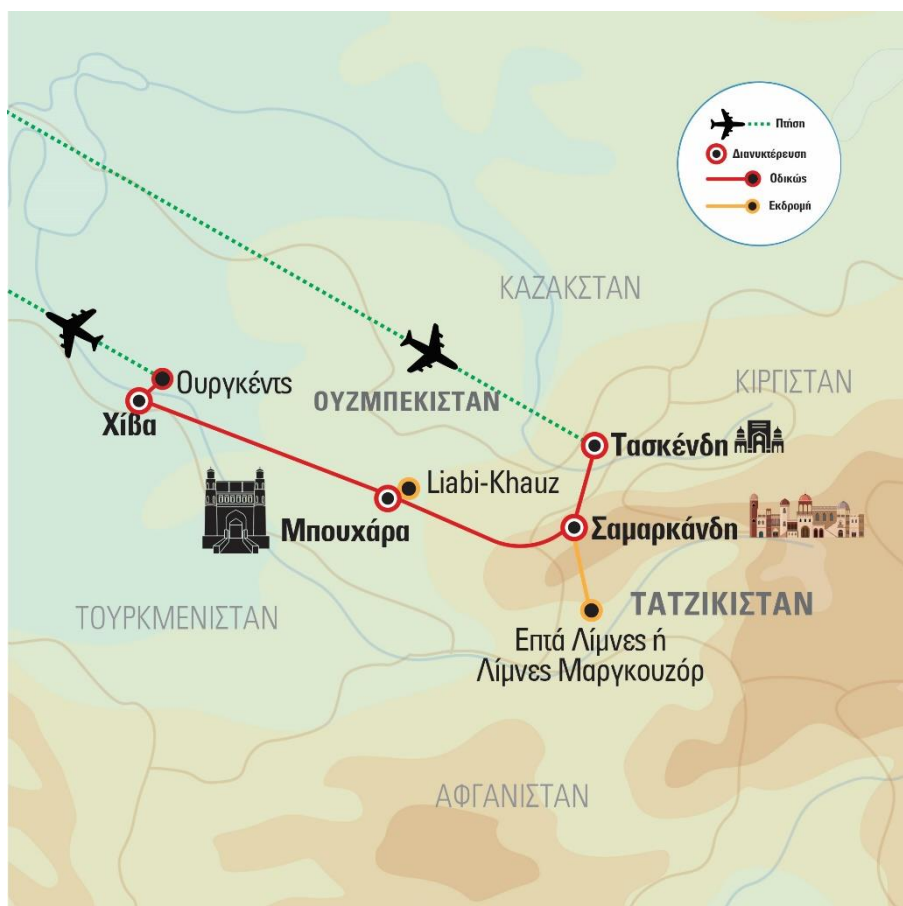 Πτήση
Διανυκτέρευση
Οδικώς
Εκδρομή
ΚΑΖΑΚΣΤΑΝ
ΚΙΡΓΙΣΤΑΝ
Ουργκέντς
ΟΥΖΜΠΕΚΙΣΤΑΝ
Χίβα
Τασκένδη
Liabi-Khauz
Μπουχάρα
Σαμαρκάνδη
ΤΟΥΡΚΜΕΝΙΣΤΑΝ
ΤΑΤΖΙΚΙΣΤΑΝ
Επτά Λίμνες ή
Λίμνες Μαργκουζόρ
ΑΦΓΑΝΙΣΤΑΝ